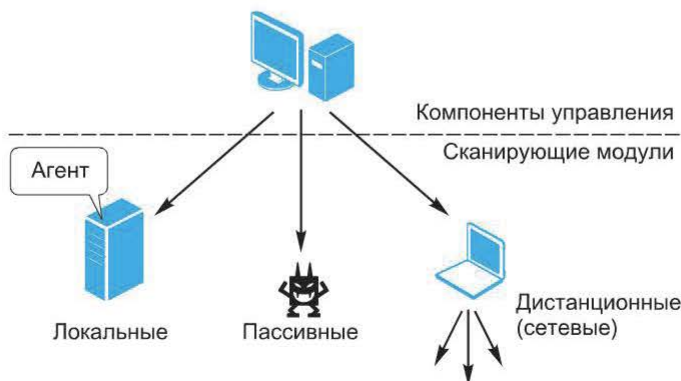 Компоненты управления
Сканирующие модули
Агент
Локальные
Пассивные
Дистанционные
(сетевые)